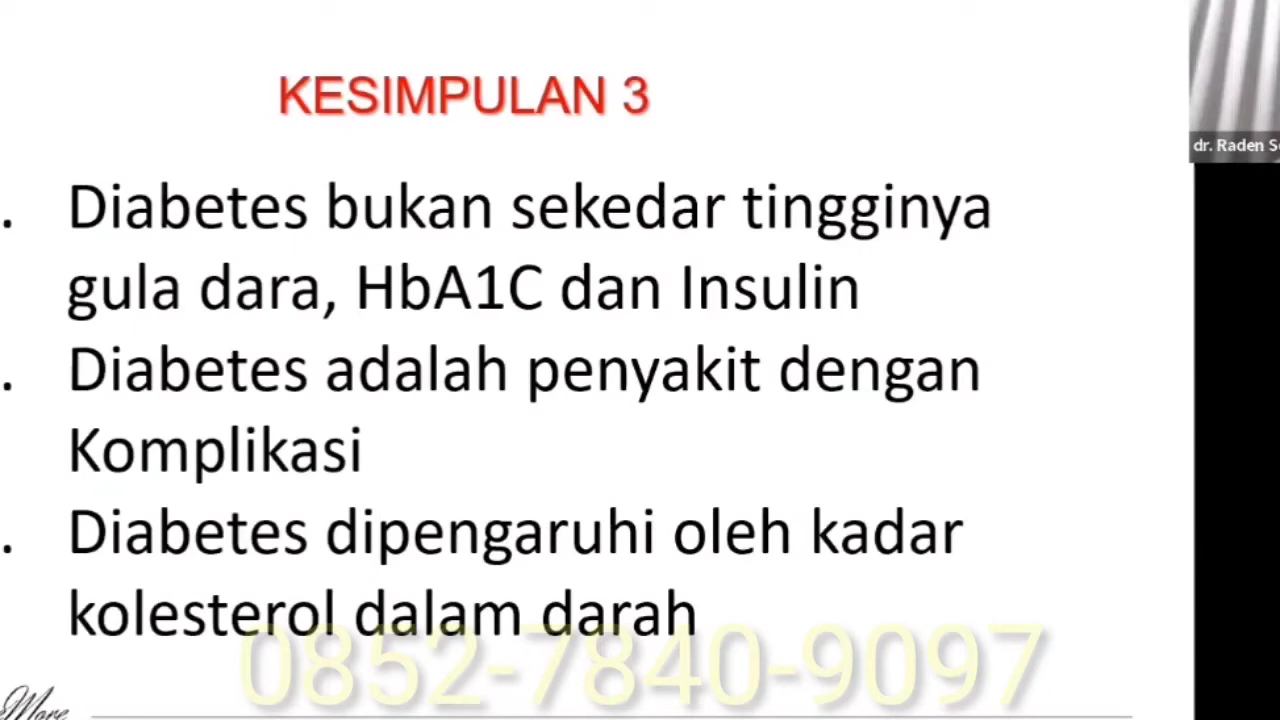 KESIMPULAN 3
dr. Raden S
. Diabetes bukan sekedar tingginya
gula dara, HbA1C dan Insulin
. Diabetes adalah penyakit dengan
Komplikasi
. Diabetes dipengaruhi oleh kadar
kolesterol dalam darah
0852-7840-9097
More